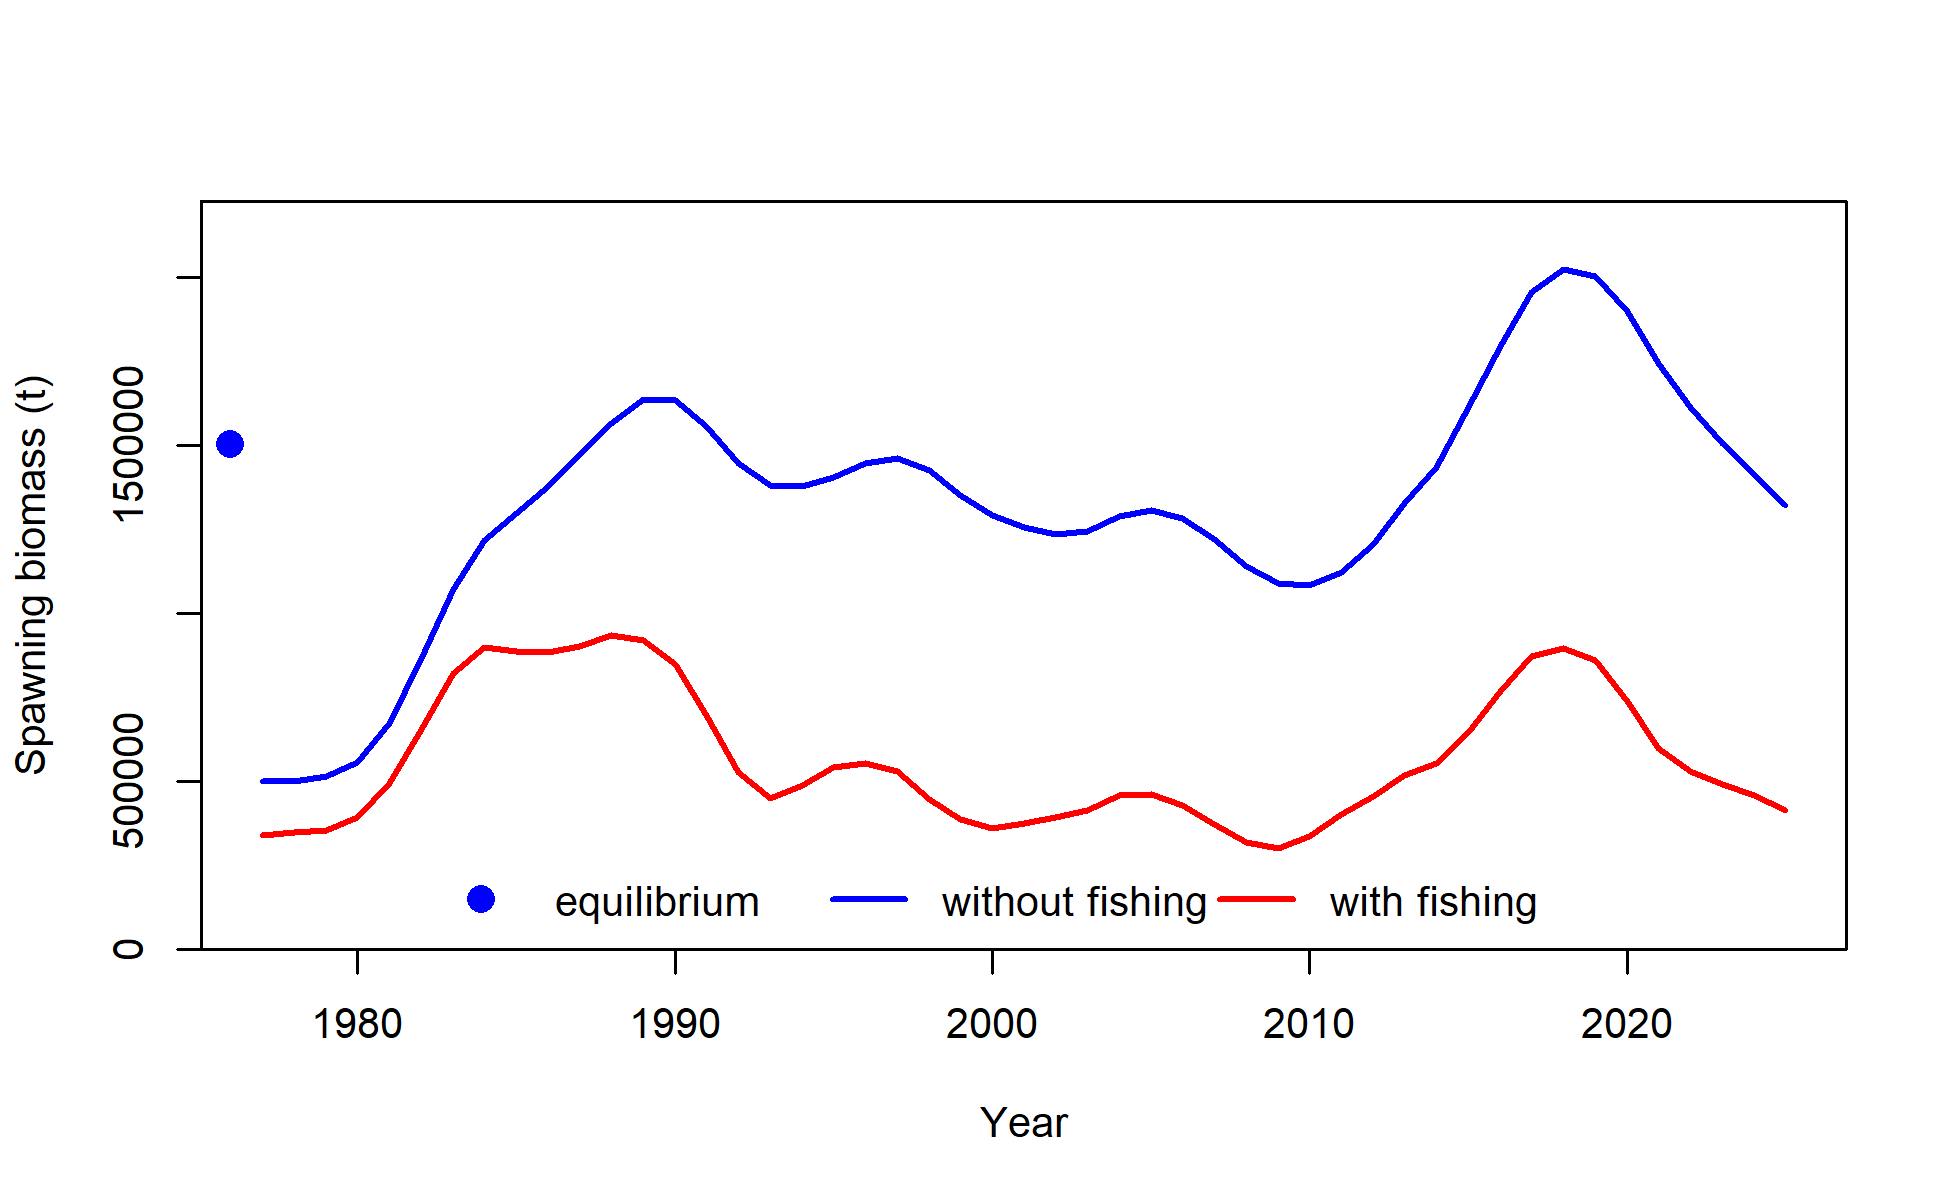 Spawning biomass (t)
1500000
500000
0
equilibrium without fishing with fishing
1980 1990 2000 2010 2020
Year